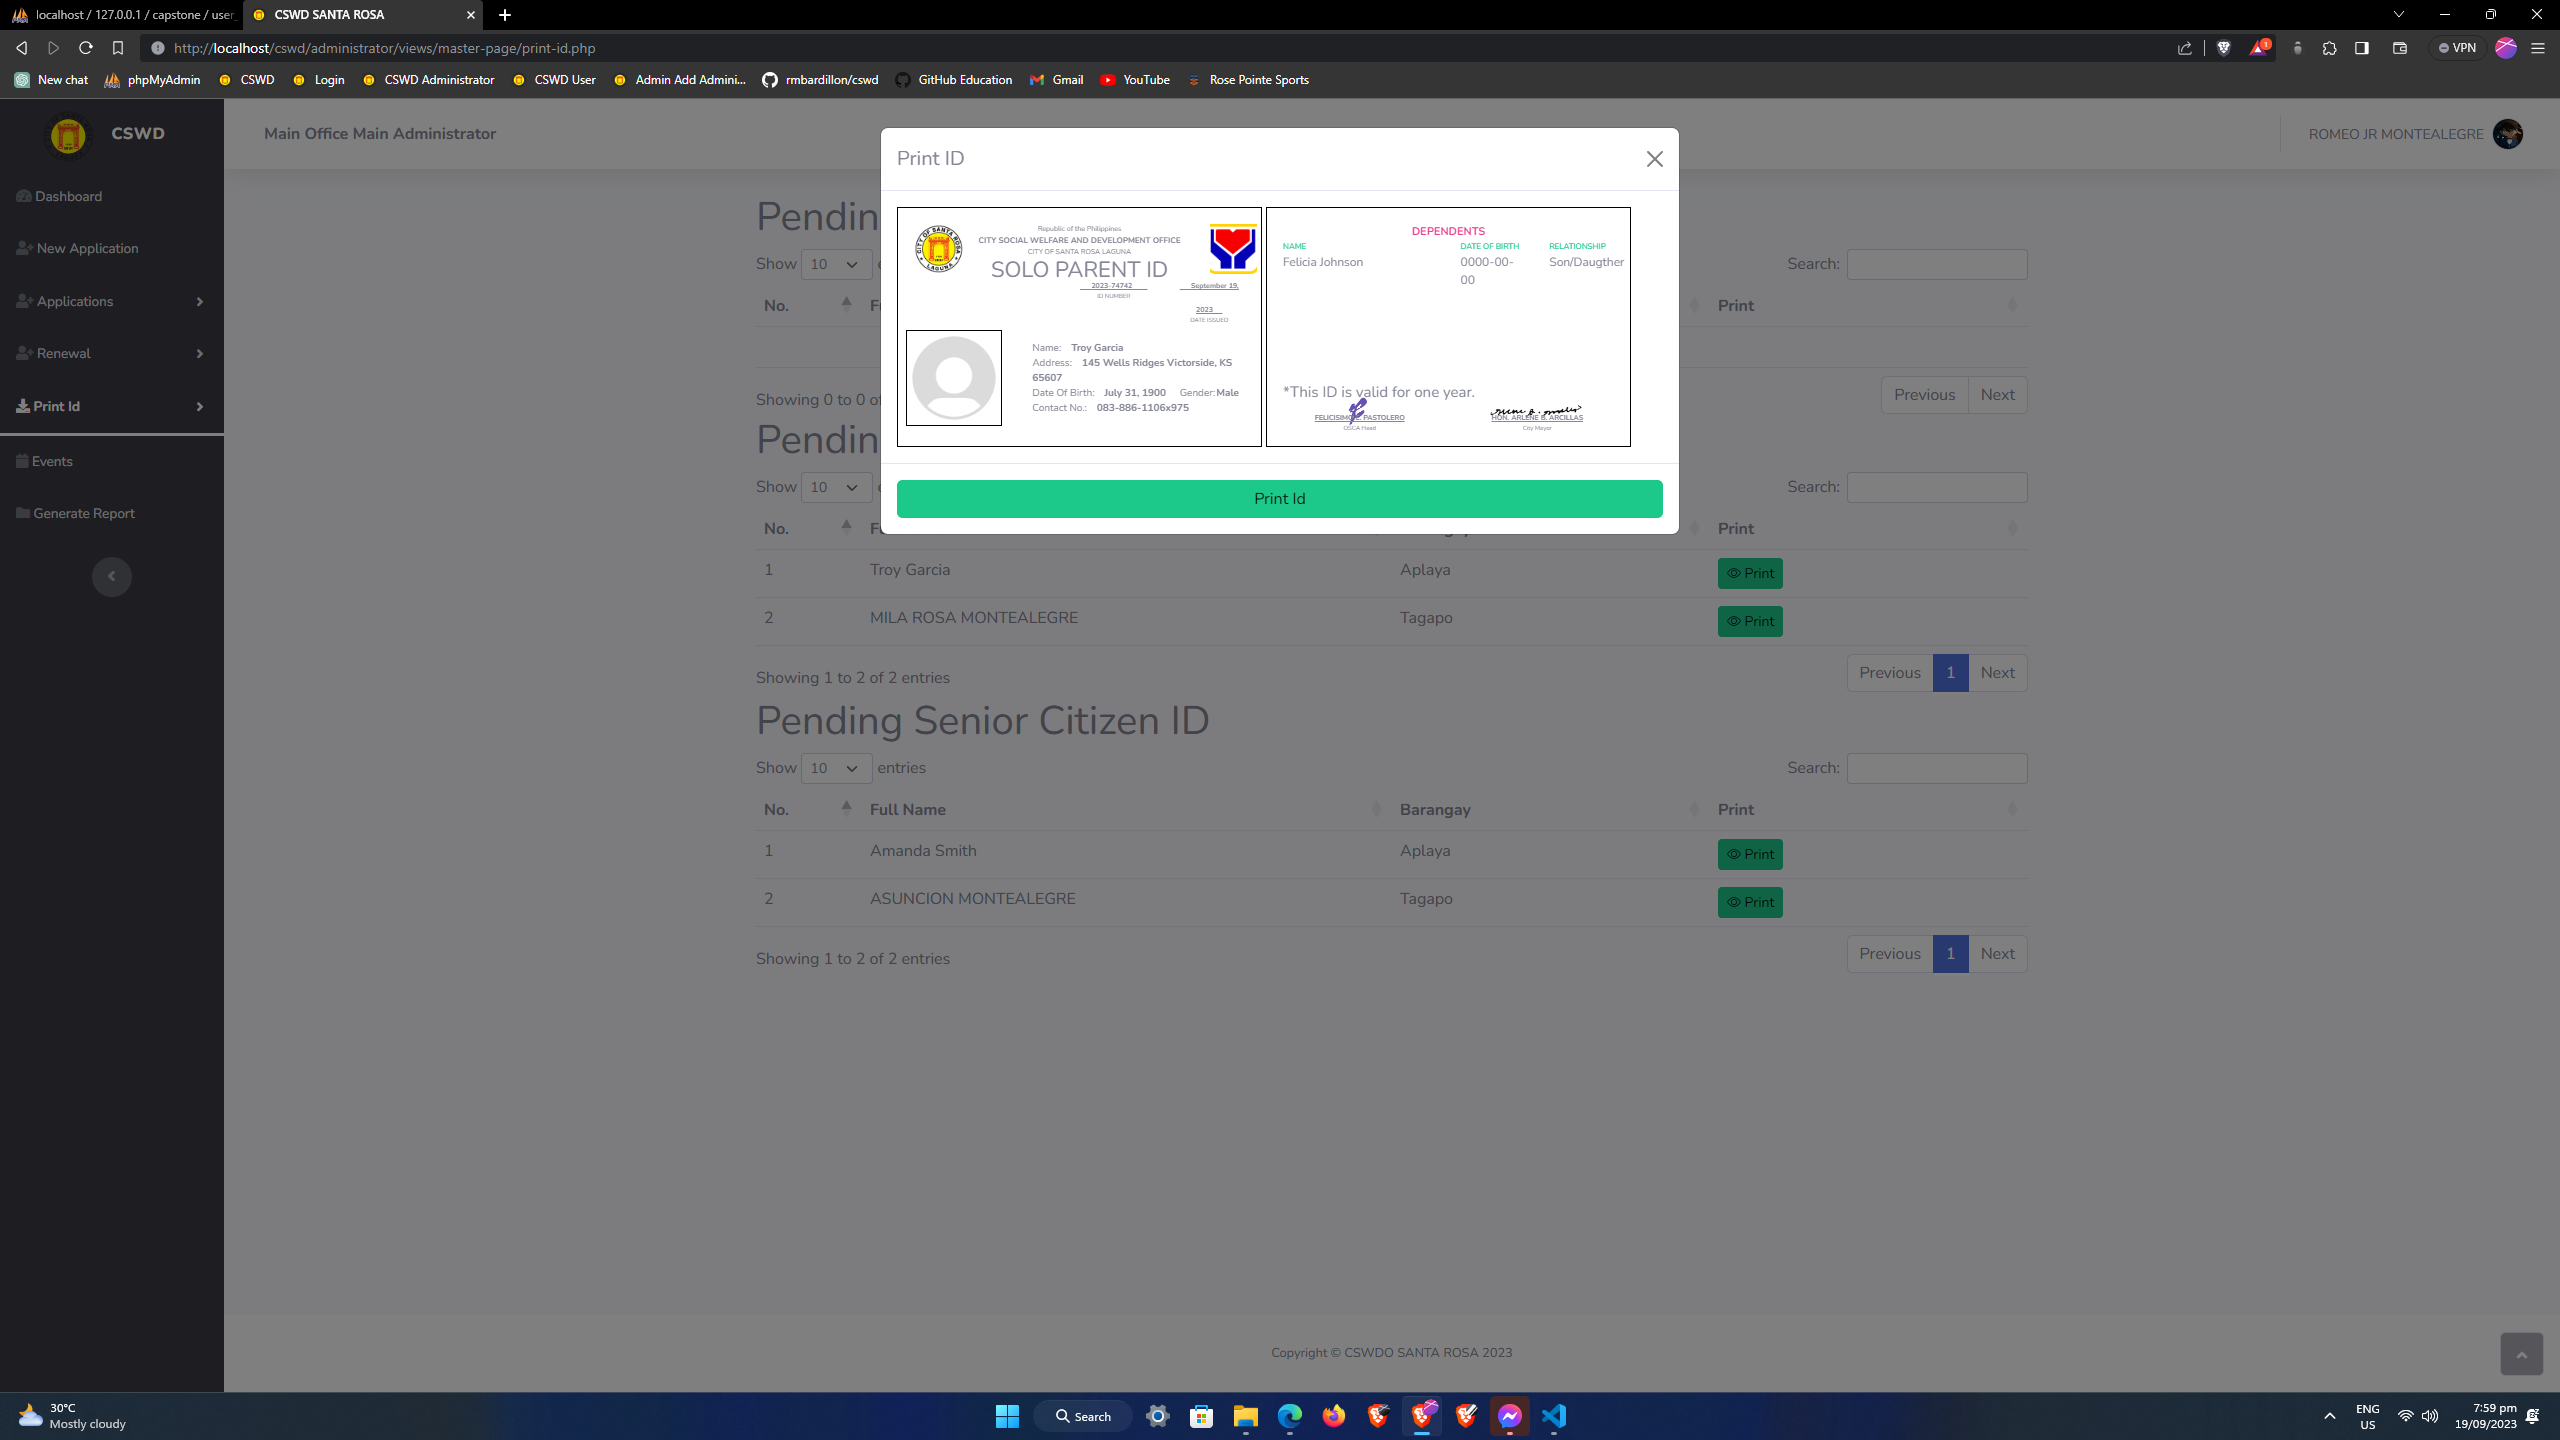 localhost / 127.0.0.1 / capstone / user_
CSWD SANTA ROSA
http://localhost/cswd/administrator/views/master-page/print-id.php
1
VPN
New chat
phpMyAdmin
CSWD
Login
CSWD Administrator
CSWD User
Admin Add Admini...
rmbardillon/cswd
GitHub Education
Gmail
YouTube
Rose Pointe Sports
CSWD
Dashboard
New Application
Applications
Renewal
Print Id
Events
Generate Report
Main Office Main Administrator
ROMEO JR MONTEALEGRE
Print ID
CITY OF SANTA ROSA
LAGUNA
Republic of the Philippines
CITY SOCIAL WELFARE AND DEVELOPMENT OFFICE
CITY OF SANTA ROSA LAGUNA
SOLO PARENT ID
2023-74742
ID NUMBER
September 19,
2023
DATE ISSUED
Name: Troy Garcia
Address: 145 Wells Ridges Victorside, KS
65607
Date Of Birth: July 31, 1900 Gender: Male
Contact No.: 083-886-1106x975
DEPENDENTS
NAME DATE OF BIRTH RELATIONSHIP
Felicia Johnson 0000-00-
00 Son/Daugther
*This ID is valid for one year.
PASTOLERO
OSCA Head
HON. ARLENE B. ARCILLAS
City Mayor
Print Id
Pendin
Show 10 e
Search:
No. Fu
Print
Showing 0 to 0 of
Previous Next
Pendin
Show 10 e
Search:
No.
Print
1 Troy Garcia Aplaya Print
2 MILA ROSA MONTEALEGRE Tagapo Print
Showing 1 to 2 of 2 entries
Previous 1 Next
Pending Senior Citizen ID
Show 10 entries
Search:
No. Full Name Barangay Print
1 Amanda Smith Aplaya Print
2 ASUNCION MONTEALEGRE Tagapo Print
Showing 1 to 2 of 2 entries
Previous 1 Next
Copyright © CSWDO SANTA ROSA 2023
30°C
Mostly cloudy
Search
ENG
US
7:59 pm
19/09/2023